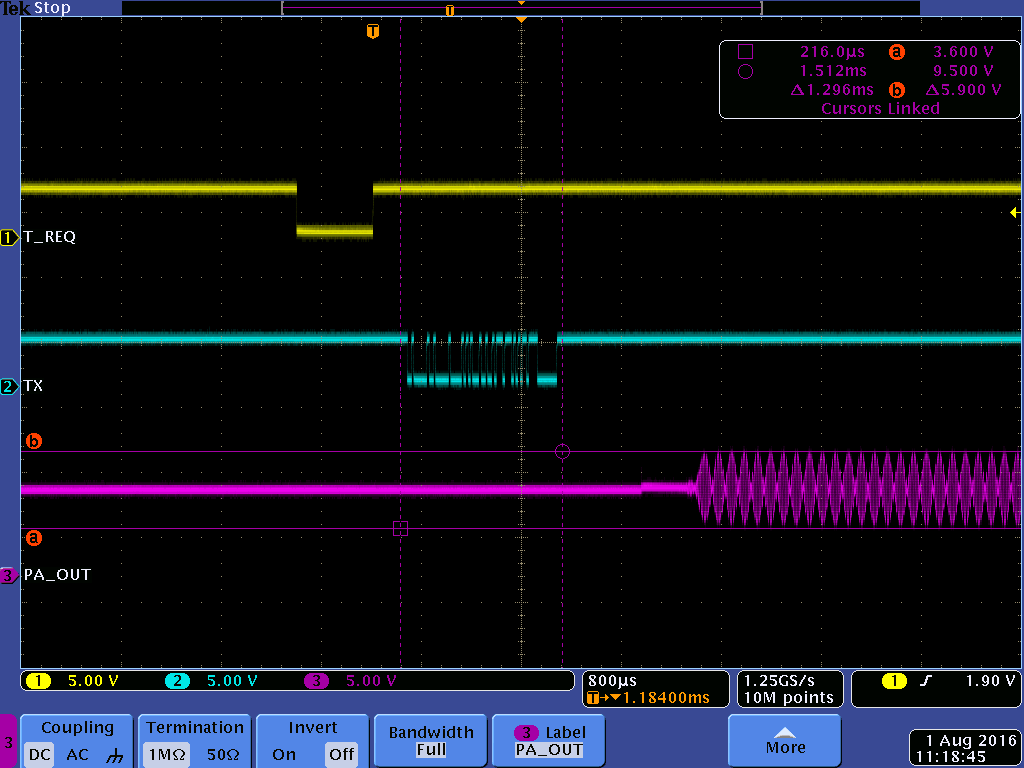 Tek Stop
T
T
216.0µs a 3.600 V
1.512ms 9.500 V
Δ1.296ms b Δ5.900 V
Cursors Linked
1 T_REQ
2 TX
b
a
3 PA_OUT
1 5.00 V 2 5.00 V 3 5.00 V
800µs
T→▼1.18400ms
1.25GS/s
10M points
1 1.90 V
3
Coupling
DC AC
Termination
1MΩ 50Ω
Invert
On Off
Bandwidth
Full
3 Label
PA_OUT
More
1 Aug 2016
11:18:45